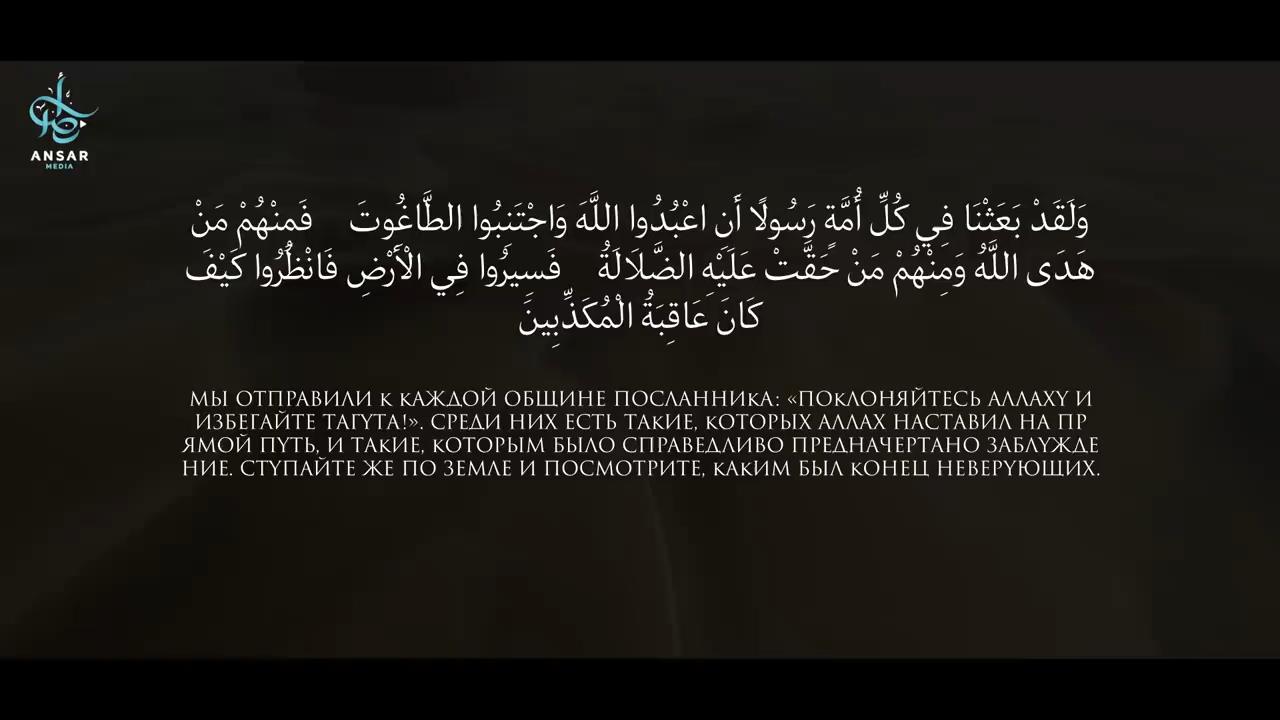 ANSAR
MEDIA
وَلَقَدْ بَعَثْنَا فِي كُلِّ أُمَّةٍ رَسُولًا أَنِ اعْبُدُوا اللَّهَ وَاجْتَنِبُوا الطَّاغُوتَ فَمِنْهُمْ مَنْ
هَدَى اللَّهُ وَمِنْهُمْ مَنْ حَقَّتْ عَلَيْهِ الضَّلَالَةُ فَسِيرُوا فِي الْأَرْضِ فَانْظُرُوا كَيْفَ
كَانَ عَاقِبَةُ الْمُكَذِّبِينَ
МЫ ОТПРАВИЛИ К КАЖДОЙ ОБЩИНЕ ПОСЛАННИКА: «ПОКЛОНЯЙТЕСЬ АЛЛАХУ И
ИЗБЕГАЙТЕ ТАГУТА!». СРЕДИ НИХ ЕСТЬ ТАКИЕ, КОТОРЫХ АЛЛАХ НАСТАВИЛ НА ПР
ЯМОЙ ПУТЬ, И ТАКИЕ, КОТОРЫМ БЫЛО СПРАВЕДЛИВО ПРЕДНАЧЕРТАНО ЗАБЛУЖДЕ
НИЕ. СТУПАЙТЕ ЖЕ ПО ЗЕМЛЕ И ПОСМОТРИТЕ, КАКИМ БЫЛ КОНЕЦ НЕВЕРУЮЩИХ.